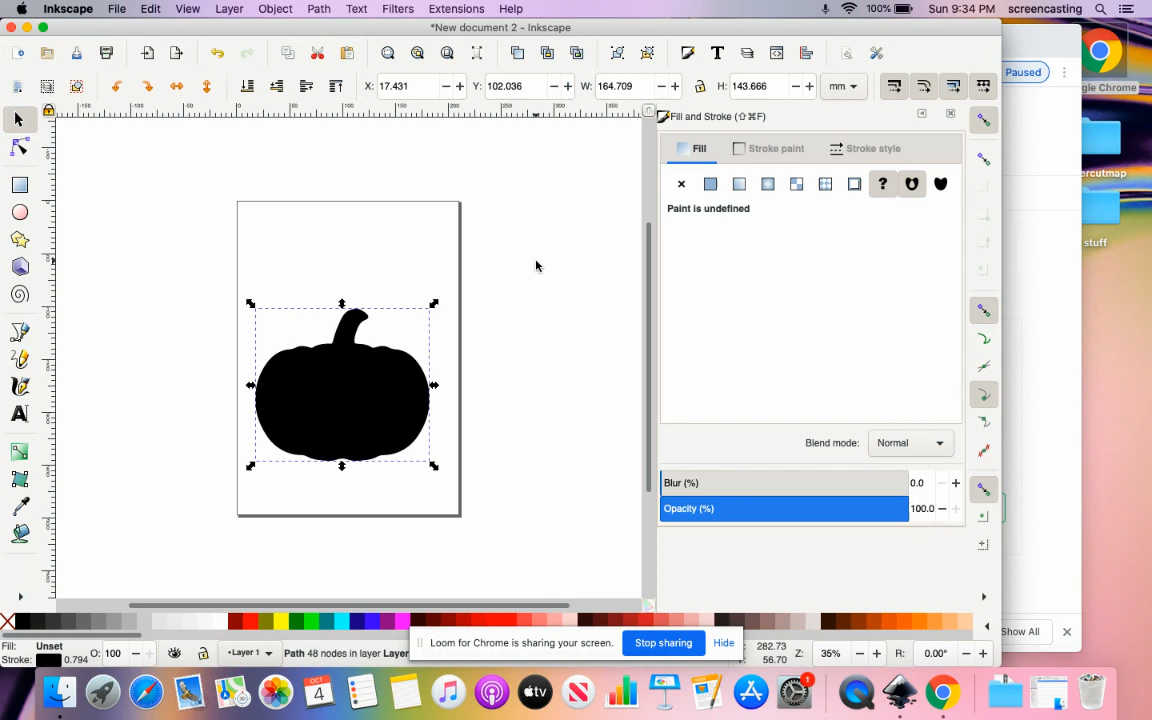 Inkscape File Edit View Layer Object Path Text Filters Extensions Help 100% Sun 9:34 PM screencasting
*New document 2 - Inkscape
Paused
X: 17.431 Y: 102.036 W: 164.709 H: 143.666 mm
gle Chrome
Fill and Stroke (⇧⌘F)
Fill Stroke paint Stroke style
ercutmap
?
Paint is undefined
stuff
Blend mode: Normal
Blur (%) 0.0
Opacity (%) 100.0
Loom for Chrome is sharing your screen. Stop sharing Hide
Show All
Fill: Unset
Stroke: 0.794 O: 100 •Layer 1 Path 48 nodes in layer Layer X: 282.73 Y: 56.70 Z: 35% R: 0.00°
OCT 4 tv 1